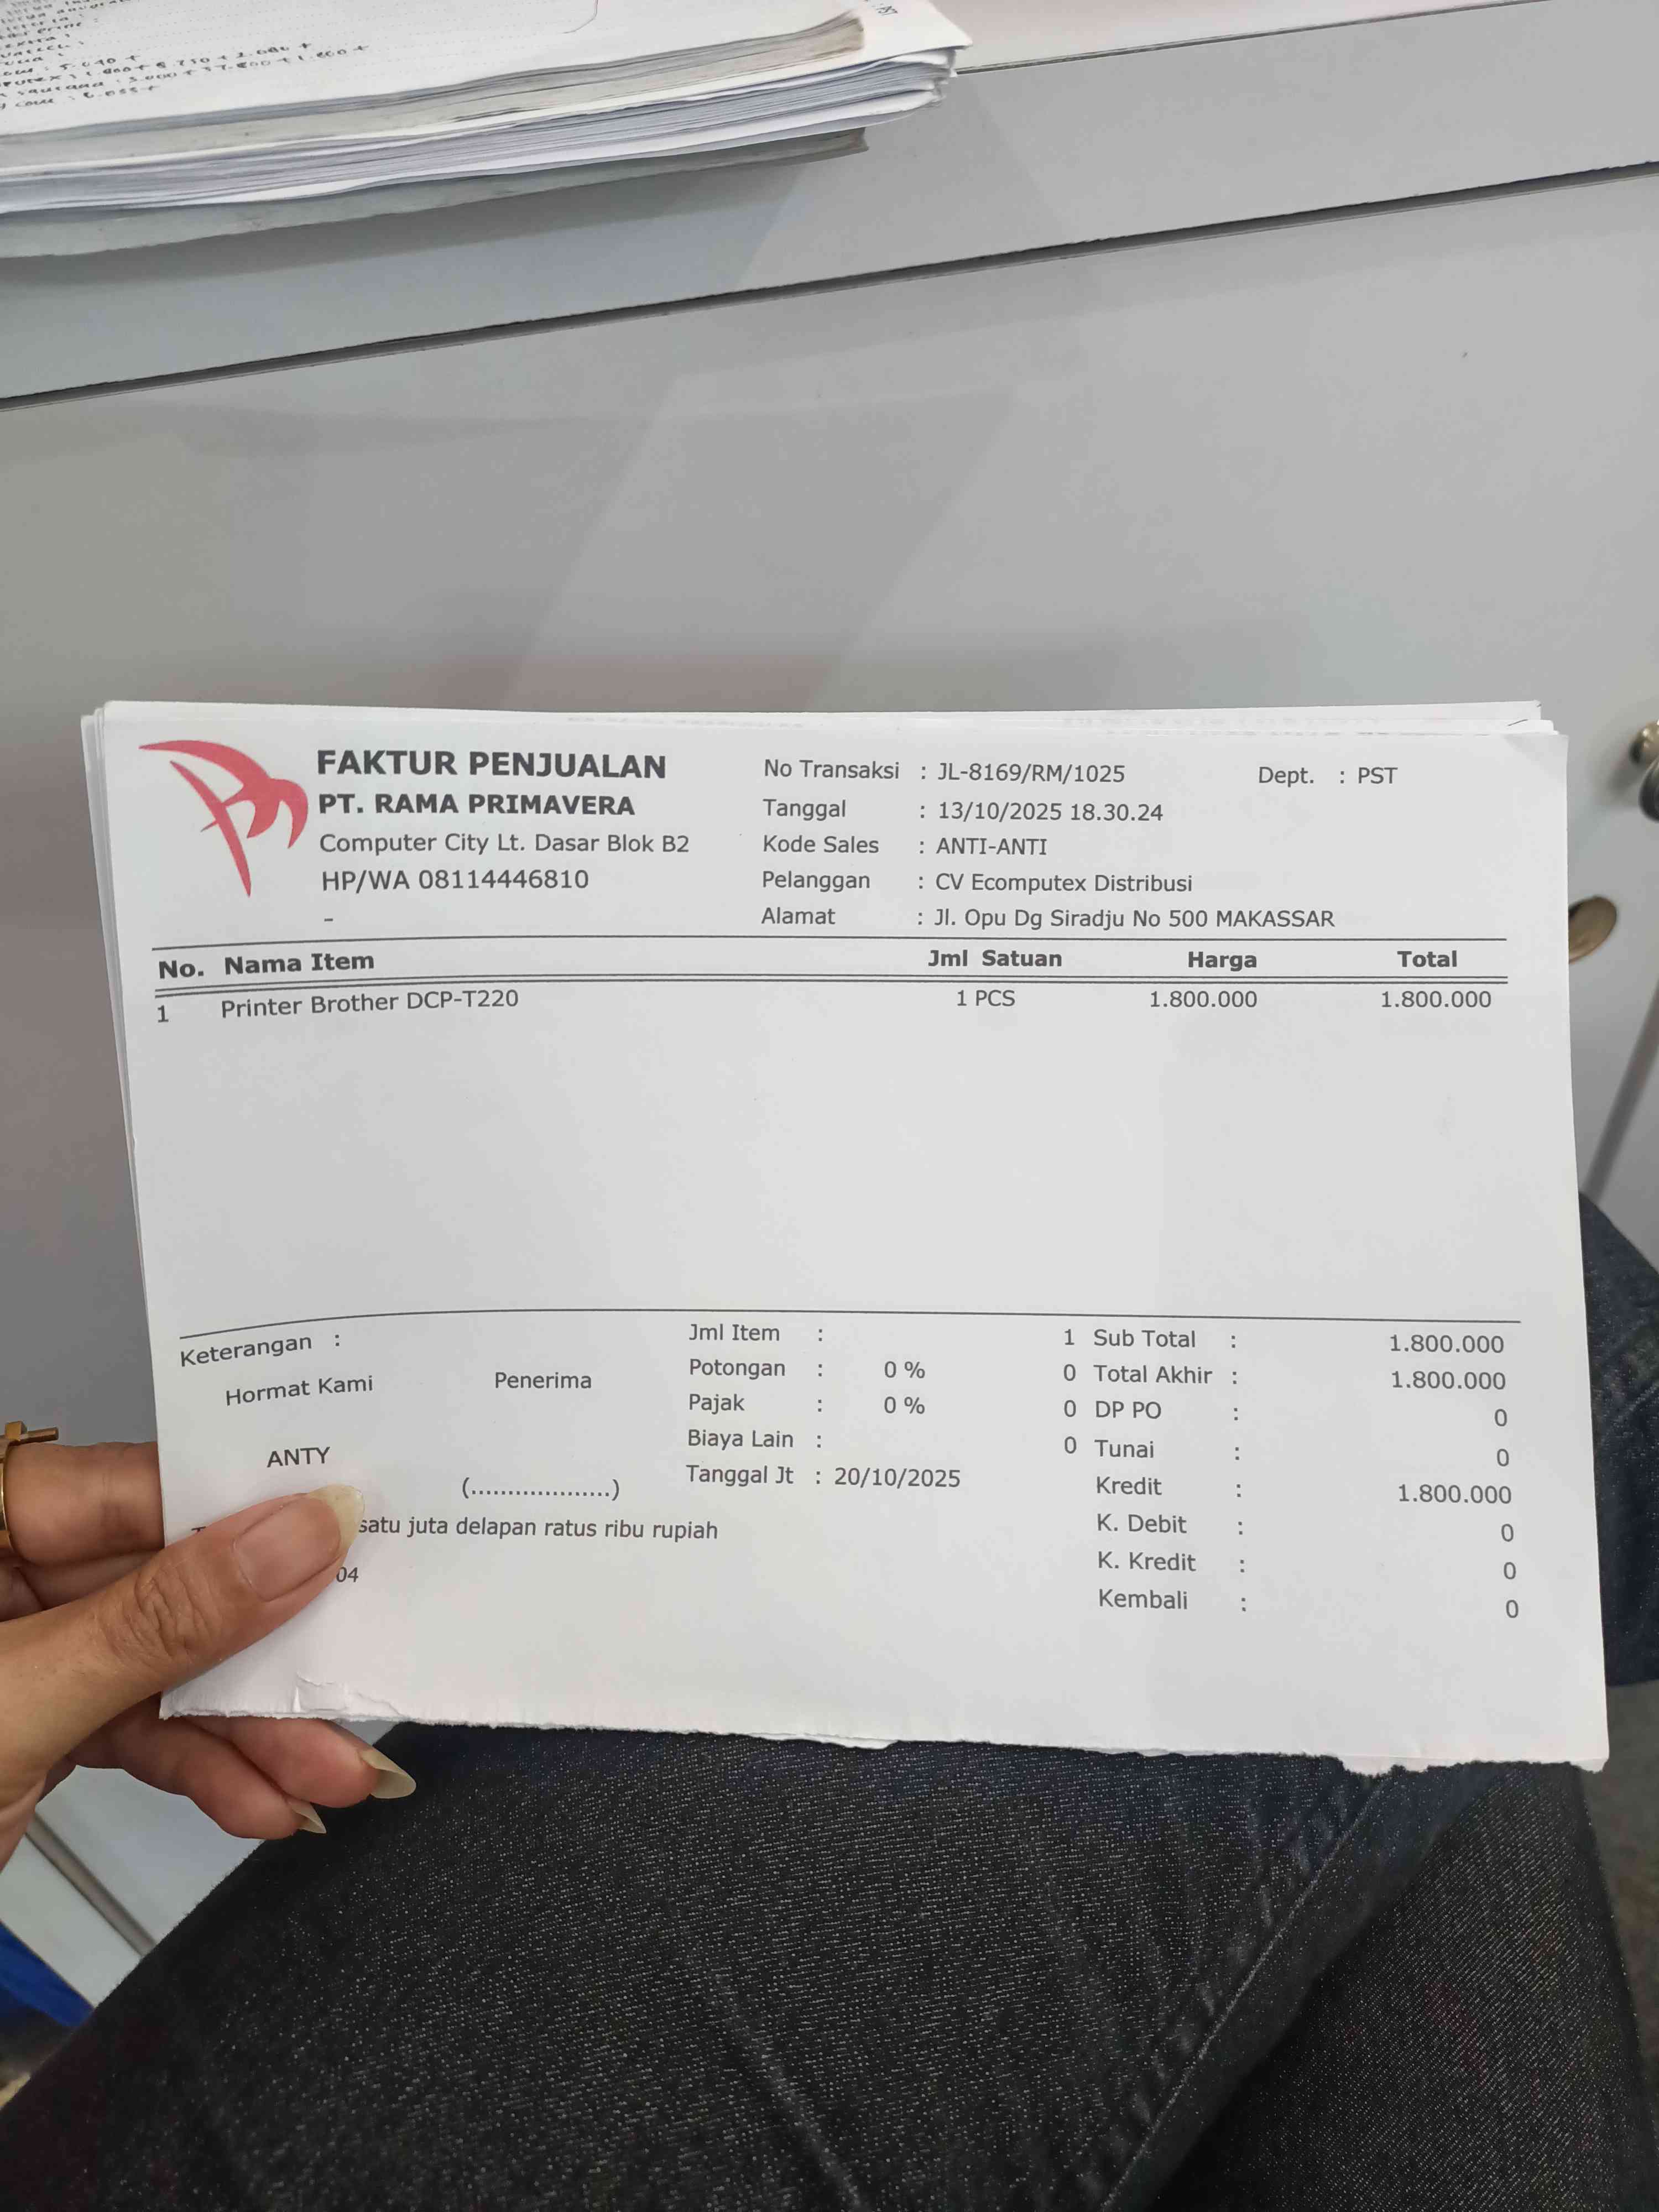 FAKTUR PENJUALAN
PT. RAMA PRIMAVERA
Computer City Lt. Dasar Blok B2
HP/WA 08114446810
-
No Transaksi : JL-8169/RM/1025 Dept. : PST
Tanggal : 13/10/2025 18.30.24
Kode Sales : ANTI-ANTI
Pelanggan : CV Ecomputex Distribusi
Alamat : Jl. Opu Dg Siradju No 500 MAKASSAR
No. Nama Item Jml Satuan Harga Total
1 Printer Brother DCP-T220 1 PCS 1.800.000 1.800.000
Keterangan :
Hormat Kami Penerima
ANTY
(...................)
satu juta delapan ratus ribu rupiah
04
Jml Item : 1
Potongan : 0 % 0
Pajak : 0 % 0
Biaya Lain : 0
Tanggal Jt : 20/10/2025
Sub Total : 1.800.000
Total Akhir : 1.800.000
DP PO : 0
Tunai : 0
Kredit : 1.800.000
K. Debit : 0
K. Kredit : 0
Kembali : 0